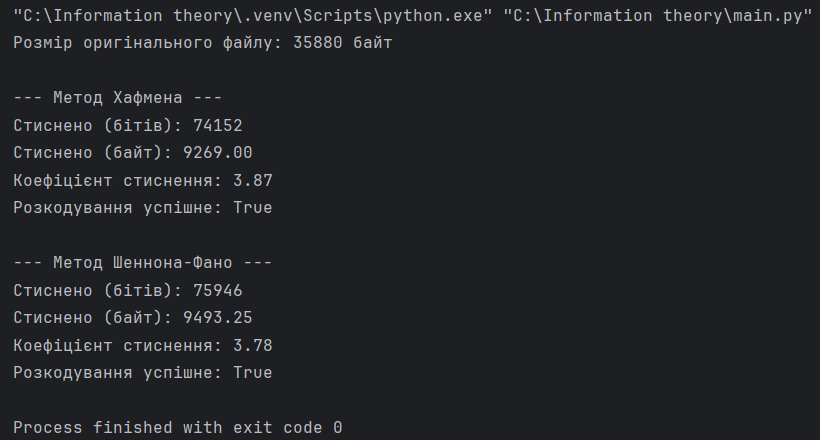 "C:\Information theory\.venv\Scripts\python.exe" "C:\Information theory\main.py"
Розмір оригінального файлу: 35880 байт
--- Метод Хафмена ---
Стиснено (бітів): 74152
Стиснено (байт): 9269.00
Коефіцієнт стиснення: 3.87
Розкодування успішне: True
--- Метод Шеннона-Фано ---
Стиснено (бітів): 75946
Стиснено (байт): 9493.25
Коефіцієнт стиснення: 3.78
Розкодування успішне: True
Process finished with exit code 0